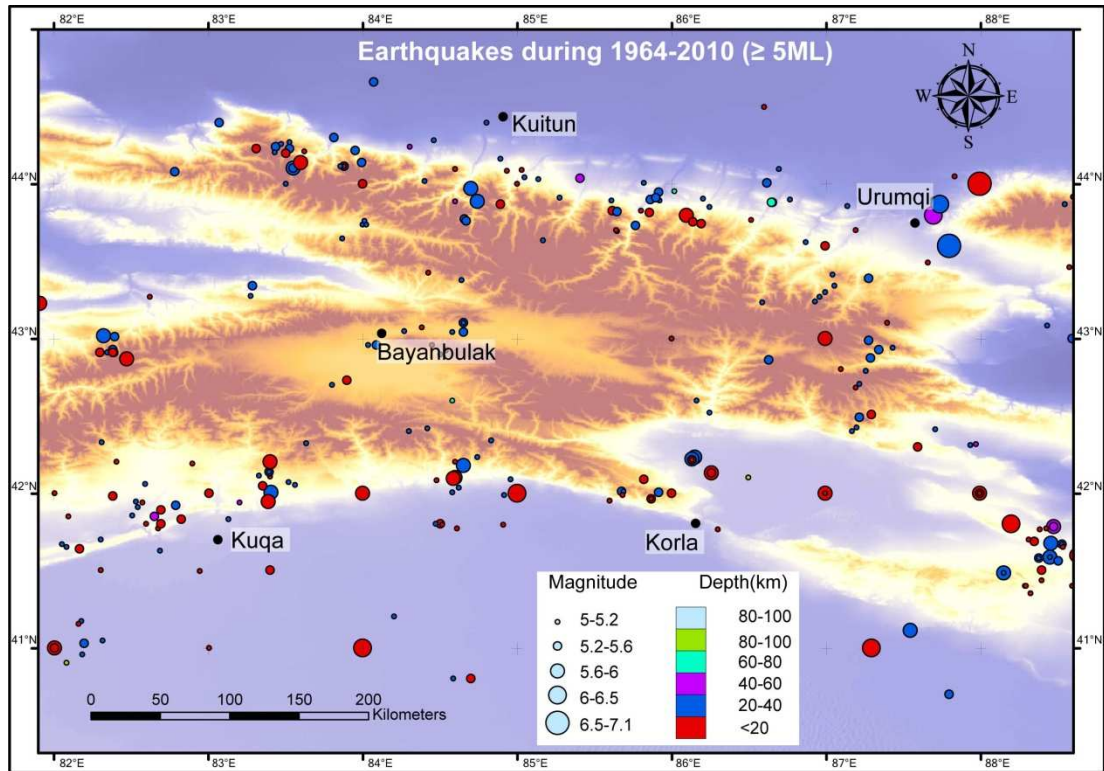 82°E 83°E 84°E 85°E 86°E 87°E 88°E
Earthquakes during 1964-2010 (≥ 5ML)
N
W E
S
Kuitun
44°N 44°N
Urumqi
43°N 43°N
Bayanbulak
42°N 42°N
Kuqa
Korla
Magnitude Depth(km)
5-5.2 80-100
5.2-5.6 80-100
5.6-6 60-80
6-6.5 40-60
6.5-7.1 20-40
<20
41°N 41°N
0 50 100 150 200
Kilometers
82°E 83°E 84°E 85°E 86°E 87°E 88°E